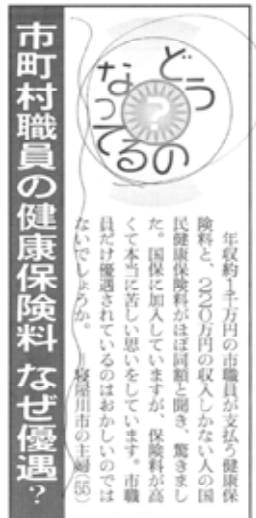 どう
なってるの
?
市町村職員の健康保険料 なぜ優遇?
年収約1千万円の市職員が支払う健康保
険料と、220万円の収入しかない人の国
民健康保険料がほぼ同額と聞き、驚きまし
た。国保に加入していますが、保険料が高
くて本当に苦しい思いをしています。市職
員だけ優遇されているのはおかしいのでは
ないでしょうか。 =寝屋川市の主婦(55)